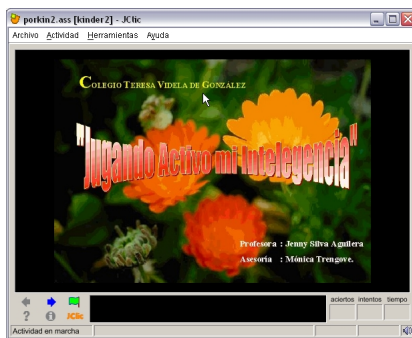 porkin2.ass [kinder2] - JClic
Archivo Actividad Herramientas Ayuda
COLEGIO TERESA VIDELA DE GONZALEZ
"Jugando Activo mi Intelegencia"
Profesora : Jenny Silva Aguilera
Asesoria : Mónica Trengove.
aciertos intentos tiempo
JClic
Actividad en marcha